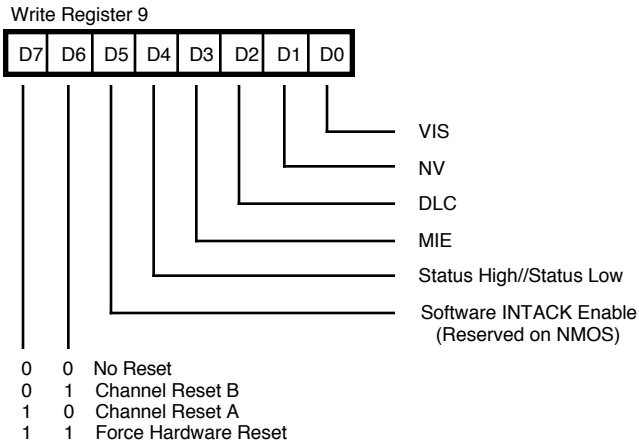 Write Register 9
D7 D6 D5 D4 D3 D2 D1 D0
VIS
NV
DLC
MIE
Status High//Status Low
Software INTACK Enable
(Reserved on NMOS)
0 0 No Reset
0 1 Channel Reset B
1 0 Channel Reset A
1 1 Force Hardware Reset